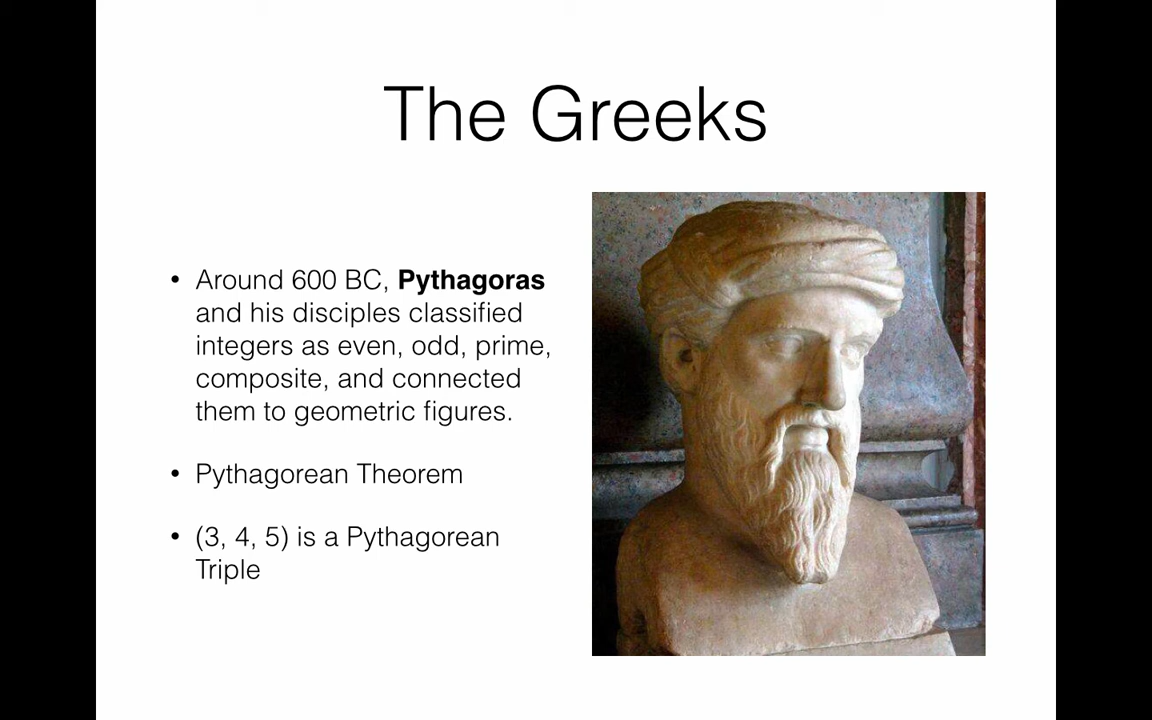 The Greeks
• Around 600 BC, Pythagoras
and his disciples classified
integers as even, odd, prime,
composite, and connected
them to geometric figures.
• Pythagorean Theorem
• (3, 4, 5) is a Pythagorean
Triple